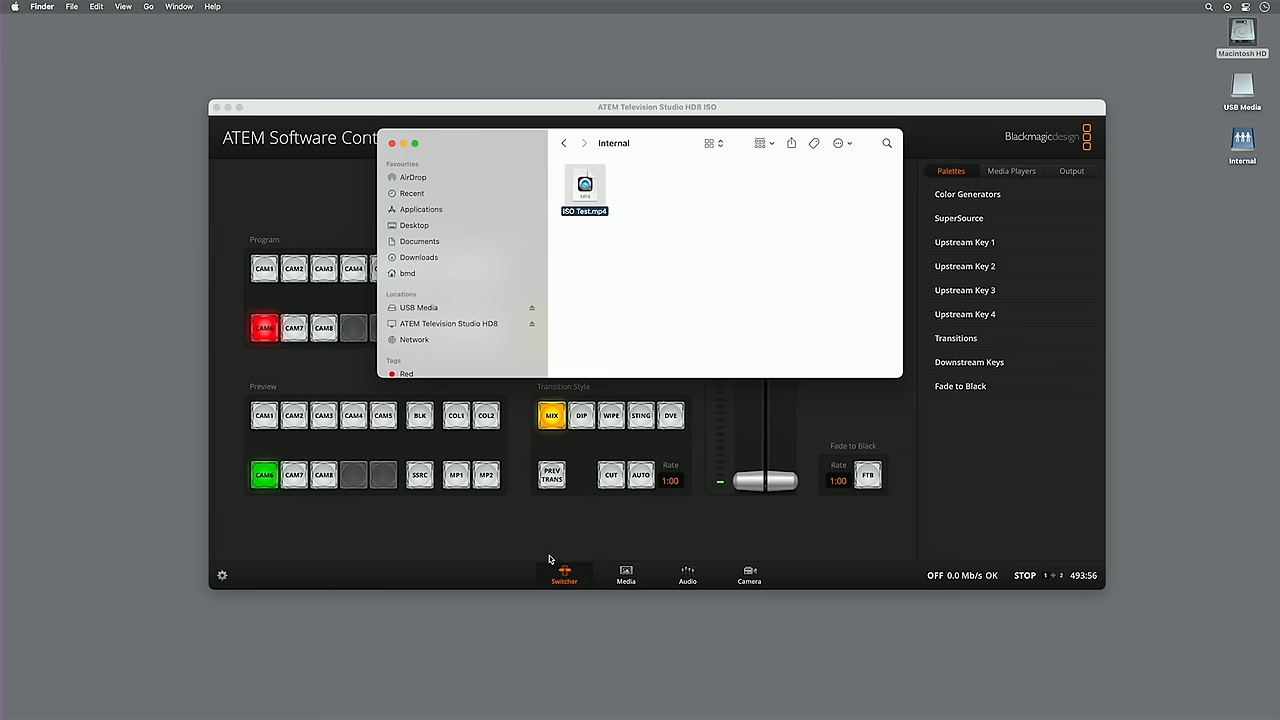 Finder File Edit View Go Window Help
Macintosh HD
USB Media
Internal
ATEM Television Studio HD8 ISO
ATEM Software Cont
Blackmagicdesign
Internal
Favourites
AirDrop
Recent
Applications
Desktop
Documents
Downloads
bmd
Locations
USB Media
ATEM Television Studio HD8
Network
Tags
Red
MP4
ISO Test.mp4
Program
CAM1 CAM2 CAM3 CAM4
CAM6 CAM7 CAM8
Preview
CAM1 CAM2 CAM3 CAM4 CAM5 BLK COL1 COL2
CAM6 CAM7 CAM8 SSRC MP1 MP2
Transition Style
MIX DIP WIPE STING DVE
PREV TRANS CUT AUTO
Rate
1:00
Fade to Black
Rate
1:00 FTB
Palettes Media Players Output
Color Generators
SuperSource
Upstream Key 1
Upstream Key 2
Upstream Key 3
Upstream Key 4
Transitions
Downstream Keys
Fade to Black
Switcher Media Audio Camera
OFF 0.0 Mb/s OK STOP 1 2 493:56